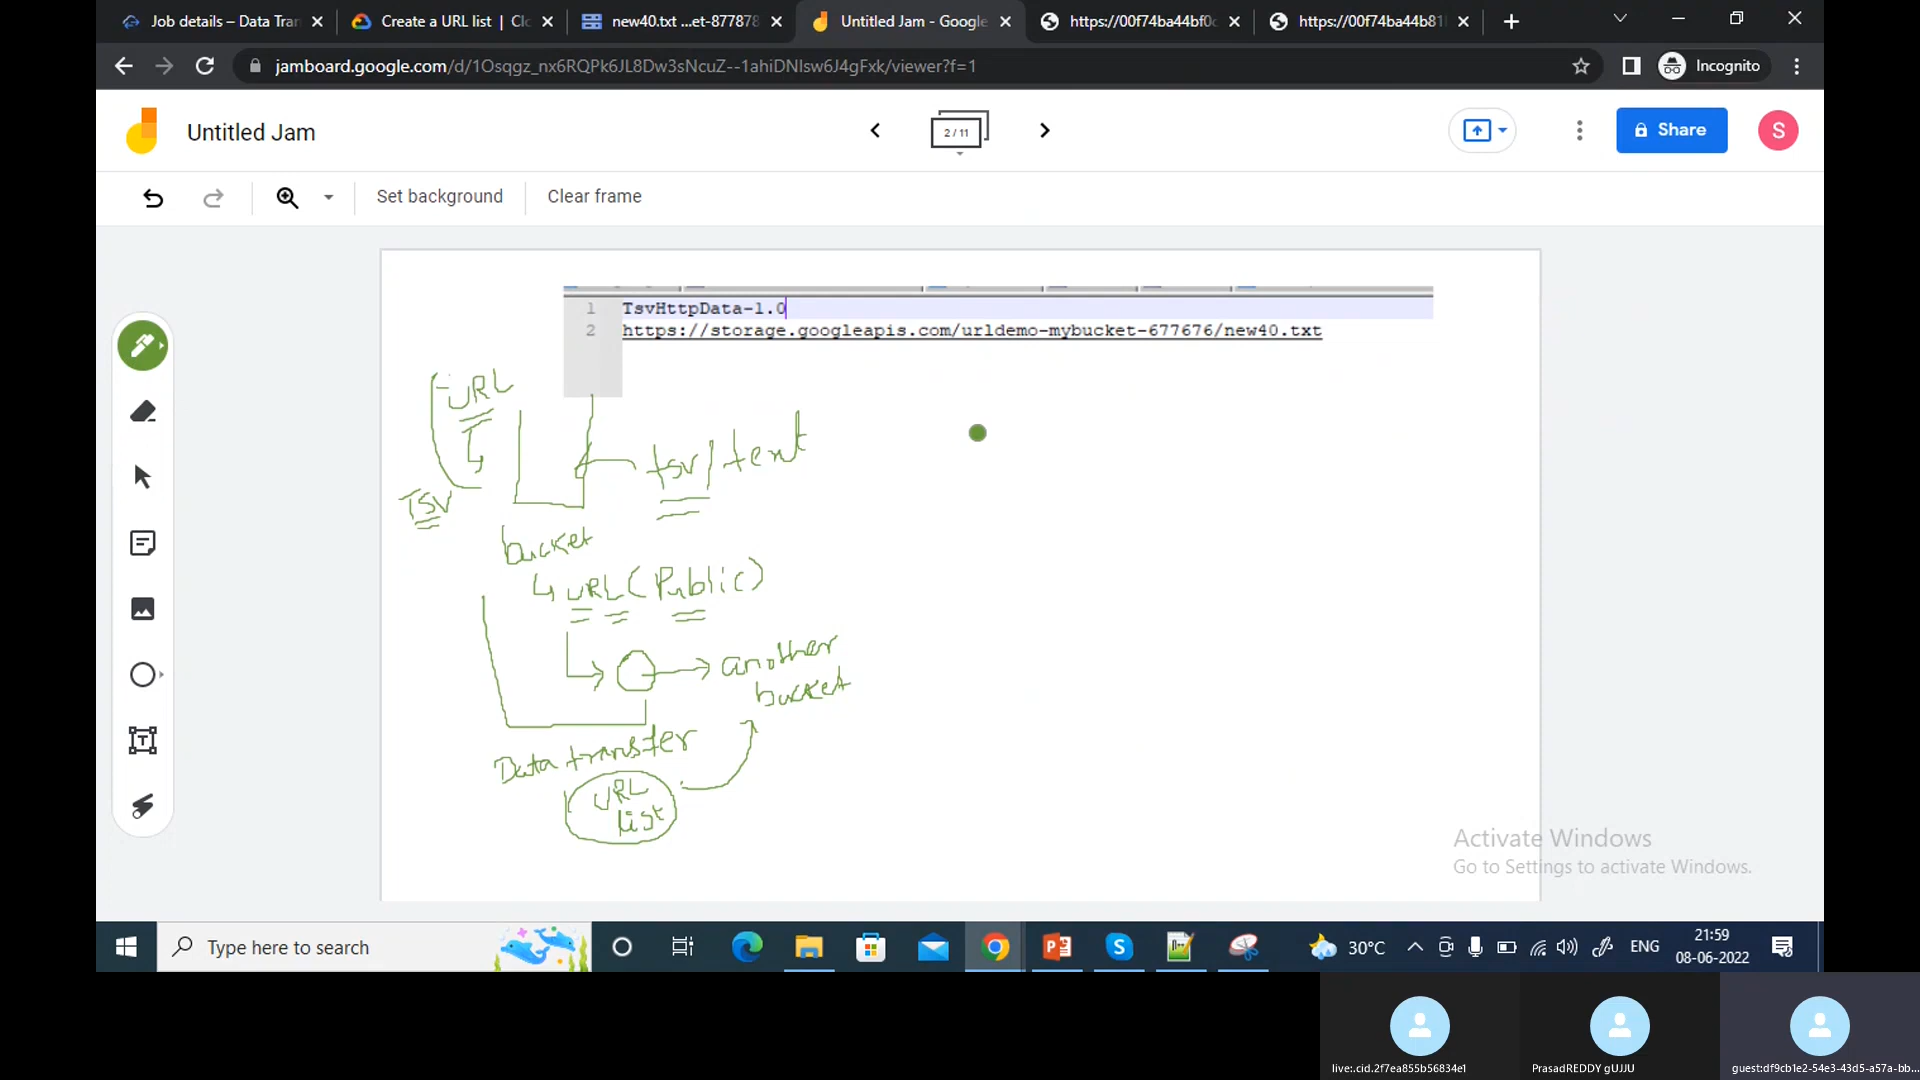 Job details – Data Tran
Create a URL list | Clo
new40.txt ...et-877878
Untitled Jam - Google
https://00f74ba44bf0
https://00f74ba44b81
jamboard.google.com/d/1Osqgz_nx6RQPk6JL8Dw3sNcuZ--1ahiDNIsw6J4gFxk/viewer?f=1
Incognito
Untitled Jam
2 / 11
Share
S
Set background
Clear frame
1 TsvHttpData-1.0
2 https://storage.googleapis.com/urldemo-mybucket-677676/new40.txt
URL
tsv/text
TSV
bucket
URL (Public)
another
bucket
Data transfer
URL
list
Activate Windows
Go to Settings to activate Windows.
Type here to search
30°C
ENG
21:59
08-06-2022
live:.cid.2f7ea855b56834e1
PrasadREDDY gUJJU
guest:df9cb1e2-54e3-43d5-a57a-bb...